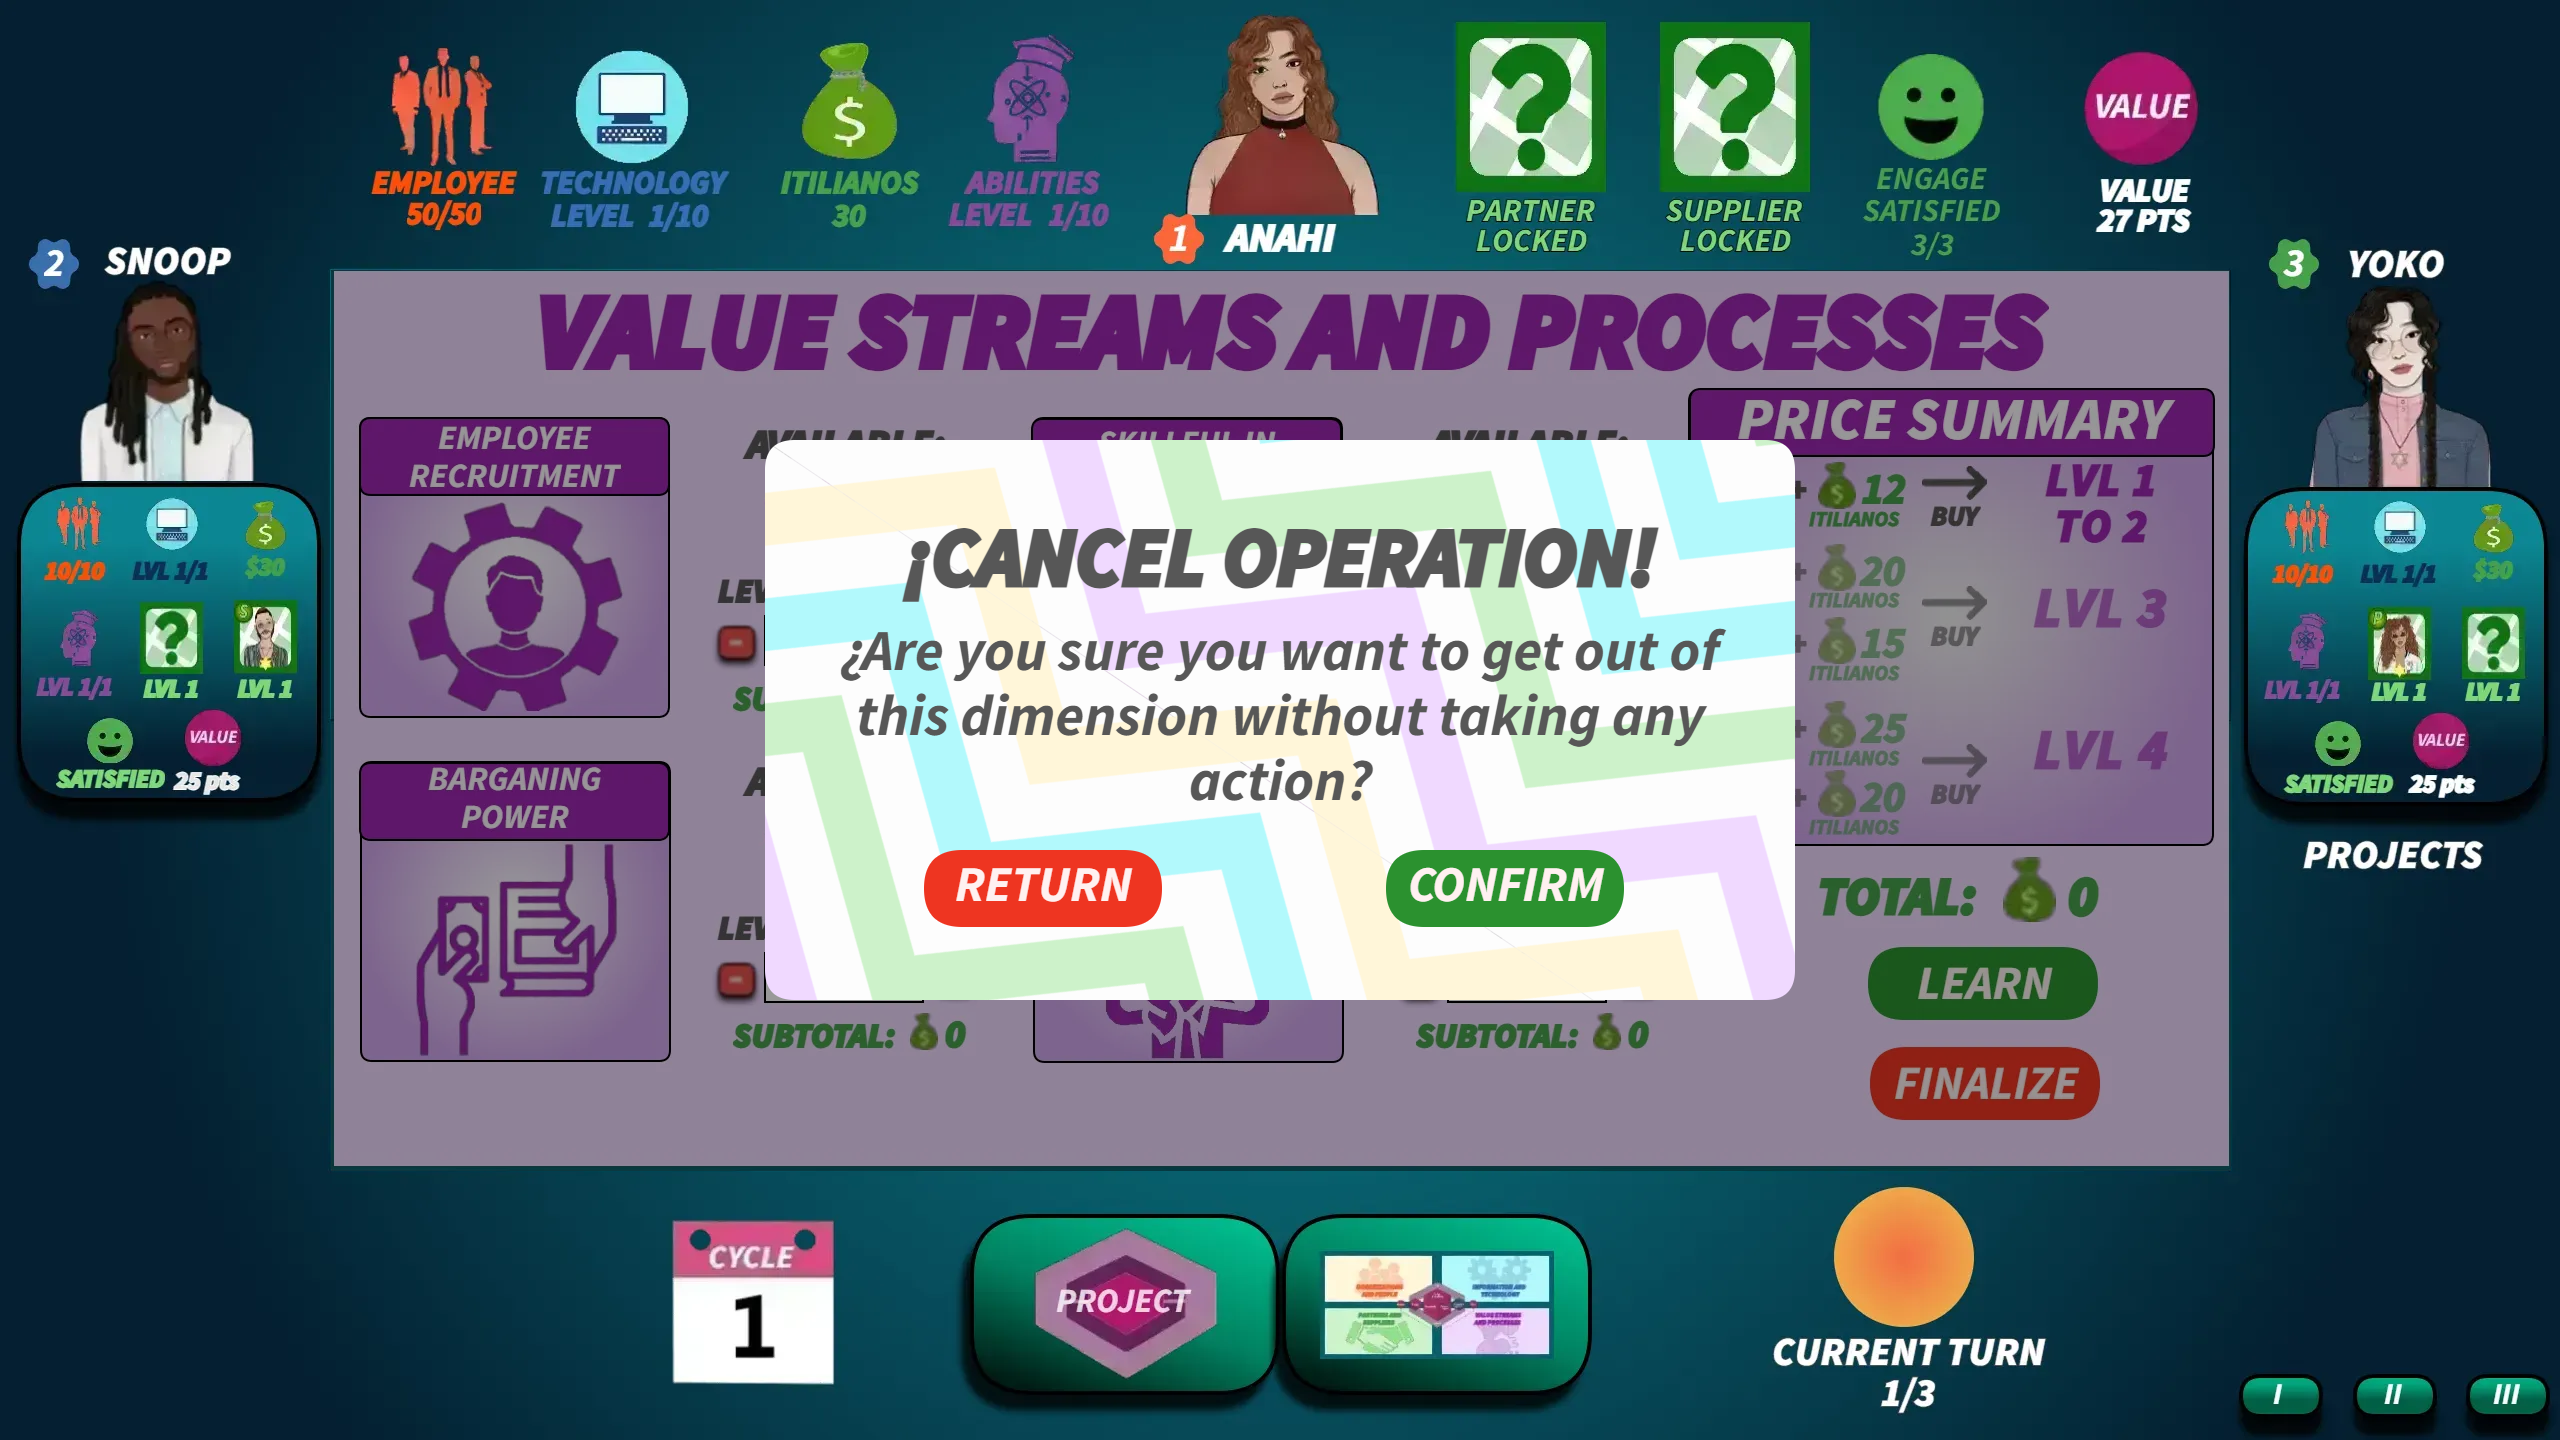 EMPLOYEE
50/50
TECHNOLOGY
LEVEL 1/10
ITILIANOS
30
ABILITIES
LEVEL 1/10
1 ANAHI
PARTNER
LOCKED
SUPPLIER
LOCKED
ENGAGE
SATISFIED
3/3
VALUE
VALUE
27 PTS
2 SNOOP
10/10
LVL 1/1
$30
LVL 1/1
LVL 1
LVL 1
VALUE
SATISFIED
25 pts
3 YOKO
10/10
LVL 1/1
$30
LVL 1/1
LVL 1
LVL 1
VALUE
SATISFIED
25 pts
PROJECTS
VALUE STREAMS AND PROCESSES
EMPLOYEE
RECRUITMENT
BARGANING
POWER
SUBTOTAL: 0
SUBTOTAL: 0
PRICE SUMMARY
+ 12
ITILIANOS
BUY
LVL 1
TO 2
+ 20
ITILIANOS
+ 15
ITILIANOS
BUY
LVL 3
+ 25
ITILIANOS
+ 20
ITILIANOS
BUY
LVL 4
TOTAL: 0
LEARN
FINALIZE
¡CANCEL OPERATION!
¿Are you sure you want to get out of
this dimension without taking any
action?
RETURN
CONFIRM
CYCLE
1
PROJECT
CURRENT TURN
1/3
I
II
III